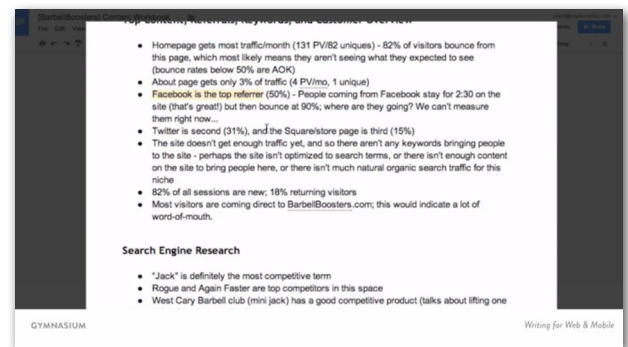 [BarbellBoosters] Content Workbook
File Edit View
Top Content, Referrals, Keywords, and Customer Overview
• Homepage gets most traffic/month (131 PV/82 uniques) - 82% of visitors bounce from
this page, which most likely means they aren't seeing what they expected to see
(bounce rates below 50% are AOK)
• About page gets only 3% of traffic (4 PV/mo, 1 unique)
• Facebook is the top referrer (50%) - People coming from Facebook stay for 2:30 on the
site (that's great!) but then bounce at 90%; where are they going? We can't measure
them right now...
• Twitter is second (31%), and the Square/store page is third (15%)
• The site doesn't get enough traffic yet, and so there aren't any keywords bringing people
to the site - perhaps the site isn't optimized to search terms, or there isn't enough content
on the site to bring people here, or there isn't much natural organic search traffic for this
niche
• 82% of all sessions are new; 18% returning visitors
• Most visitors are coming direct to BarbellBoosters.com; this would indicate a lot of
word-of-mouth.
Search Engine Research
• "Jack" is definitely the most competitive term
• Rogue and Again Faster are top competitors in this space
• West Cary Barbell club (mini jack) has a good competitive product (talks about lifting one
GYMNASIUM
Writing for Web & Mobile